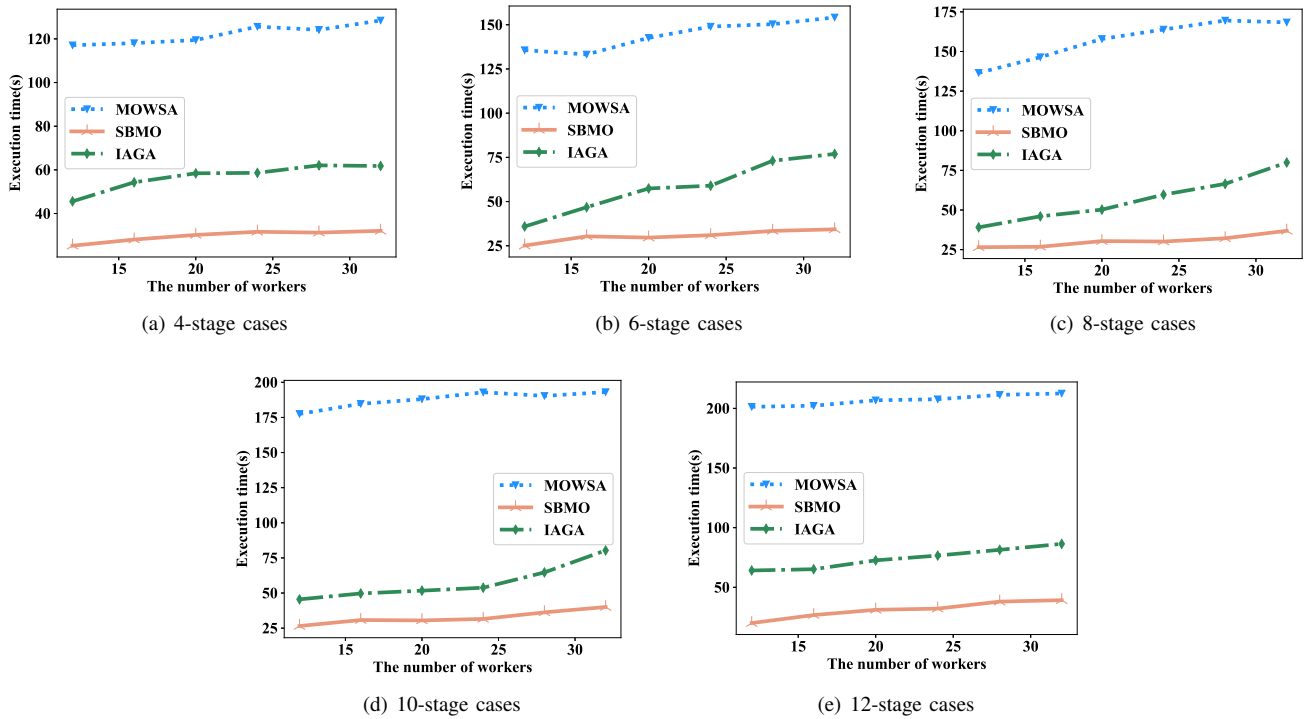 120
100
80
60
40
Execution time(s)
MOWSA
SBMO
IAGA
15 20 25 30
The number of workers
(a) 4-stage cases
150
125
100
75
50
25
Execution time(s)
MOWSA
SBMO
IAGA
15 20 25 30
The number of workers
(b) 6-stage cases
175
150
125
100
75
50
25
Execution time(s)
MOWSA
SBMO
IAGA
15 20 25 30
The number of workers
(c) 8-stage cases
200
175
150
125
100
75
50
25
Execution time(s)
MOWSA
SBMO
IAGA
15 20 25 30
The number of workers
(d) 10-stage cases
200
150
100
50
Execution time(s)
MOWSA
SBMO
IAGA
15 20 25 30
The number of workers
(e) 12-stage cases